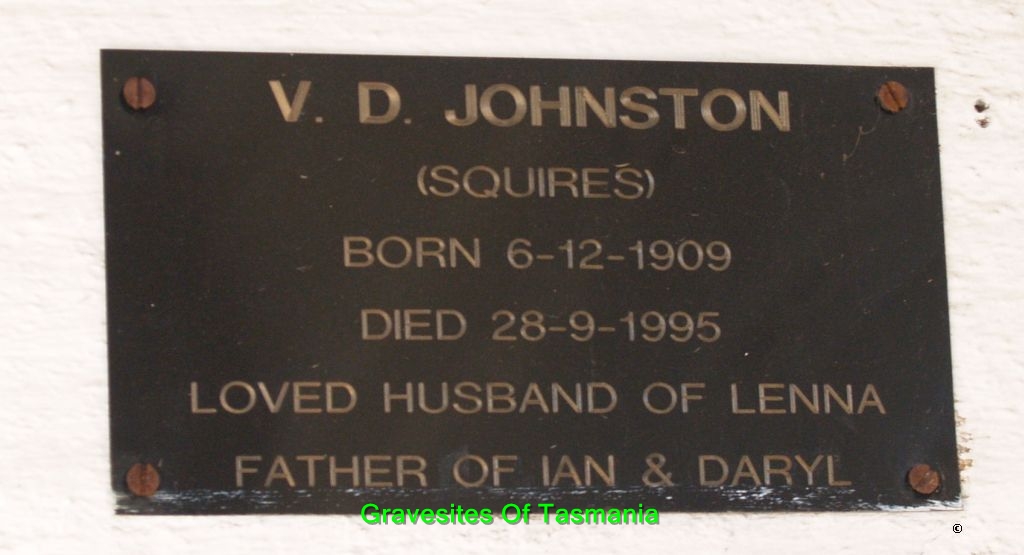 V. D. JOHNSTON
(SQUIRES)
BORN 6-12-1909
DIED 28-9-1995
LOVED HUSBAND OF LENNA
FATHER OF IAN & DARYL
Gravesites Of Tasmania
©